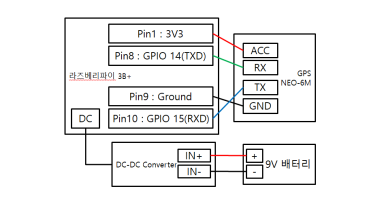 Pin1 : 3V3
Pin8 : GPIO 14(TXD)
라즈베리파이 3B+
Pin9 : Ground
Pin10 : GPIO 15(RXD)
DC
ACC
RX
TX
GND
GPS
NEO-6M
DC-DC Converter
IN+
IN-
+
-
9V 배터리